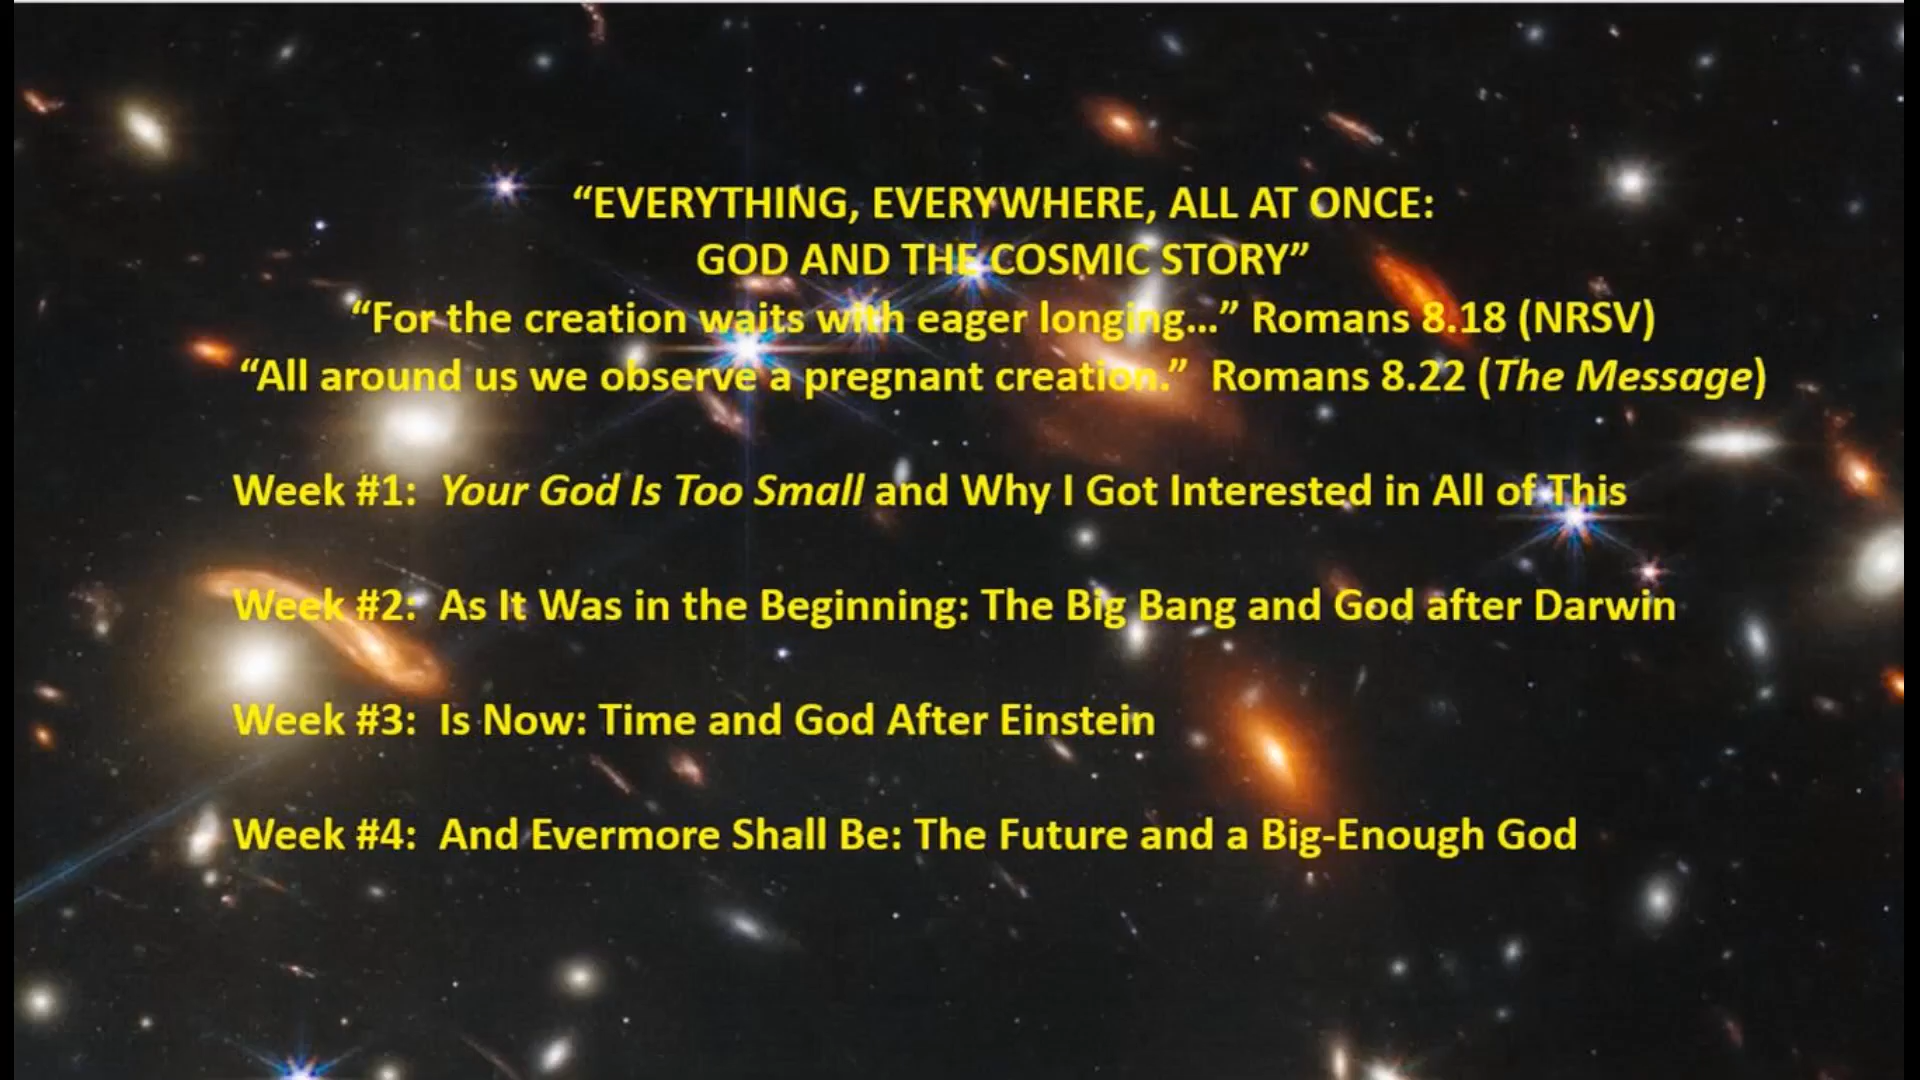 “EVERYTHING, EVERYWHERE, ALL AT ONCE:
GOD AND THE COSMIC STORY”
“For the creation waits with eager longing…” Romans 8.18 (NRSV)
“All around us we observe a pregnant creation.” Romans 8.22 (The Message)
Week #1: Your God Is Too Small and Why I Got Interested in All of This
Week #2: As It Was in the Beginning: The Big Bang and God after Darwin
Week #3: Is Now: Time and God After Einstein
Week #4: And Evermore Shall Be: The Future and a Big-Enough God